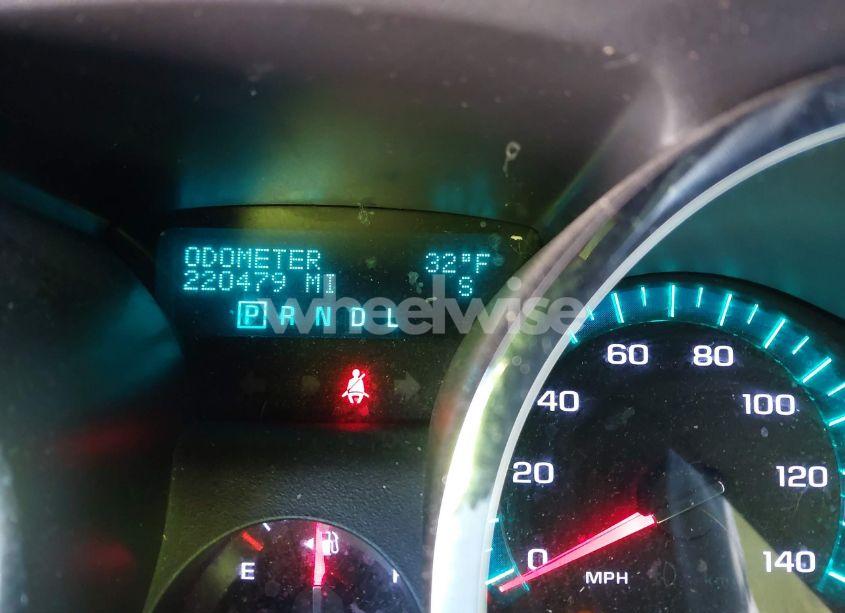 ODOMETER 32°F
220479 MI S
P R N D L
wheelwise
60 80
40 100
20 120
0 140
MPH
E